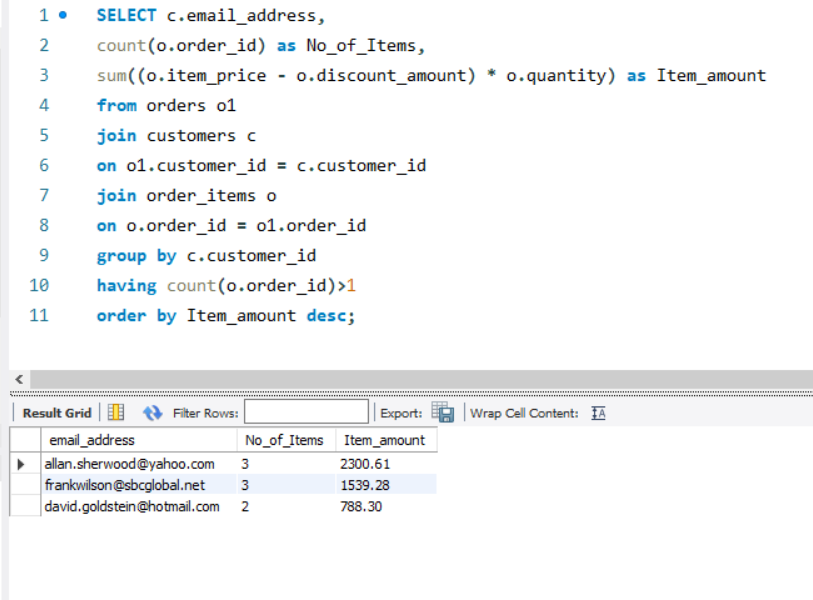 1 SELECT c.email_address,
2 count(o.order_id) as No_of_Items,
3 sum((o.item_price - o.discount_amount) * o.quantity) as Item_amount
4 from orders o1
5 join customers c
6 on o1.customer_id = c.customer_id
7 join order_items o
8 on o.order_id = o1.order_id
9 group by c.customer_id
10 having count(o.order_id)>1
11 order by Item_amount desc;
Result Grid Filter Rows: Export: Wrap Cell Content: IA
email_address No_of_Items Item_amount
allan.sherwood@yahoo.com 3 2300.61
frankwilson@sbcglobal.net 3 1539.28
david.goldstein@hotmail.com 2 788.30